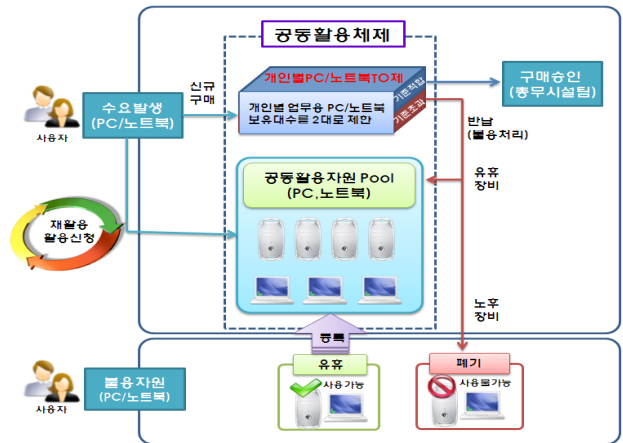 공동활용체제
개인별PC/노트북TO제
개인별 업무용 PC/노트북
보유대수를 2대로 제한
기준적합
기준초과
구매승인
(총무시설팀)
사용자
수요발생
(PC/노트북)
신규
구매
반납
(불용처리)
유휴
장비
공동활용자원 Pool
(PC,노트북)
재활용
활용신청
노후
장비
등록
사용자
불용자원
(PC/노트북)
유휴
사용가능
폐기
사용불가능